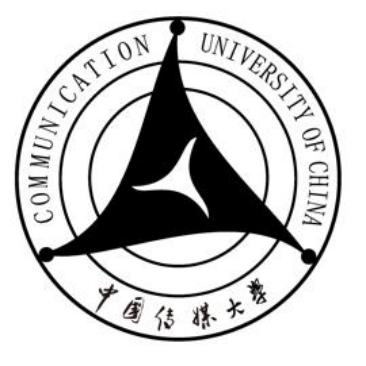 COMMUNICATION UNIVERSITY OF CHINA
中国传媒大学